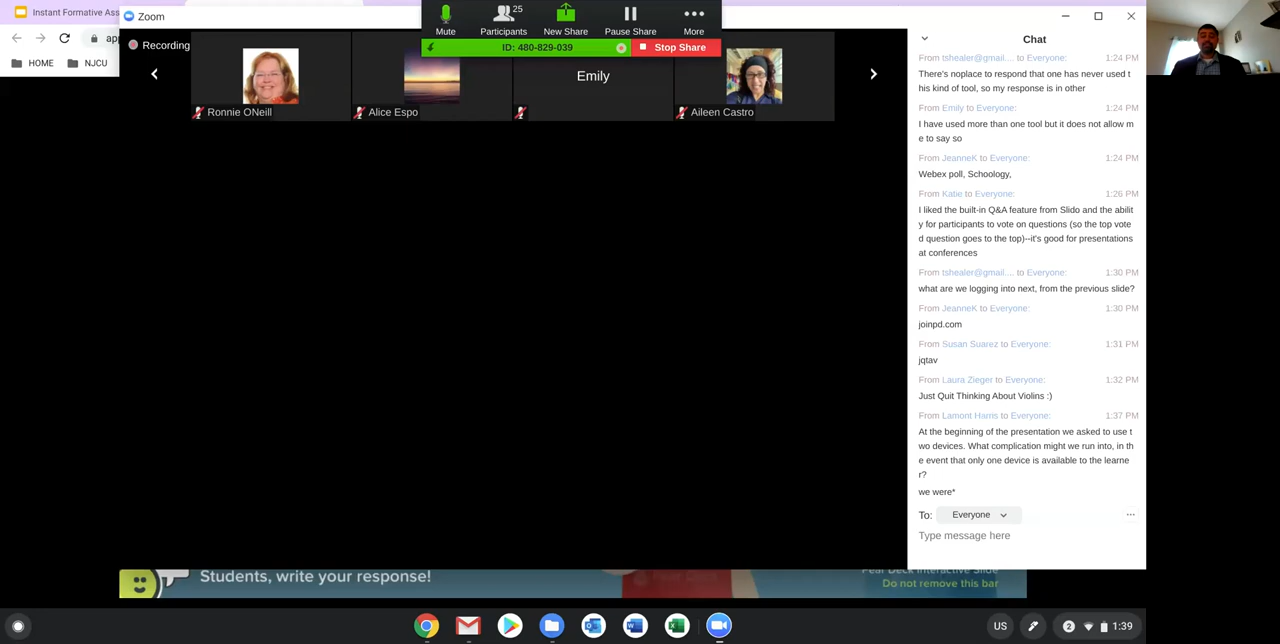 Instant Formative Ass
Zoom
25
Mute
Participants
New Share
Pause Share
More
ID: 480-829-039
Stop Share
app
Recording
HOME
NJCU
Ronnie ONeill
Alice Espo
Emily
Aileen Castro
Chat
From tshealer@gmail.... to Everyone: 1:24 PM
There's noplace to respond that one has never used t
his kind of tool, so my response is in other
From Emily to Everyone: 1:24 PM
I have used more than one tool but it does not allow m
e to say so
From JeanneK to Everyone: 1:24 PM
Webex poll, Schoology,
From Katie to Everyone: 1:26 PM
I liked the built-in Q&A feature from Slido and the abilit
y for participants to vote on questions (so the top vote
d question goes to the top)--it's good for presentations
at conferences
From tshealer@gmail.... to Everyone: 1:30 PM
what are we logging into next, from the previous slide?
From JeanneK to Everyone: 1:30 PM
joinpd.com
From Susan Suarez to Everyone: 1:31 PM
jqtav
From Laura Zieger to Everyone: 1:32 PM
Just Quit Thinking About Violins :)
From Lamont Harris to Everyone: 1:37 PM
At the beginning of the presentation we asked to use t
wo devices. What complication might we run into, in th
e event that only one device is available to the learne
r?
we were*
To: Everyone
Type message here
Students, write your response!
Pear Deck Interactive Slide
Do not remove this bar
US
2
1:39